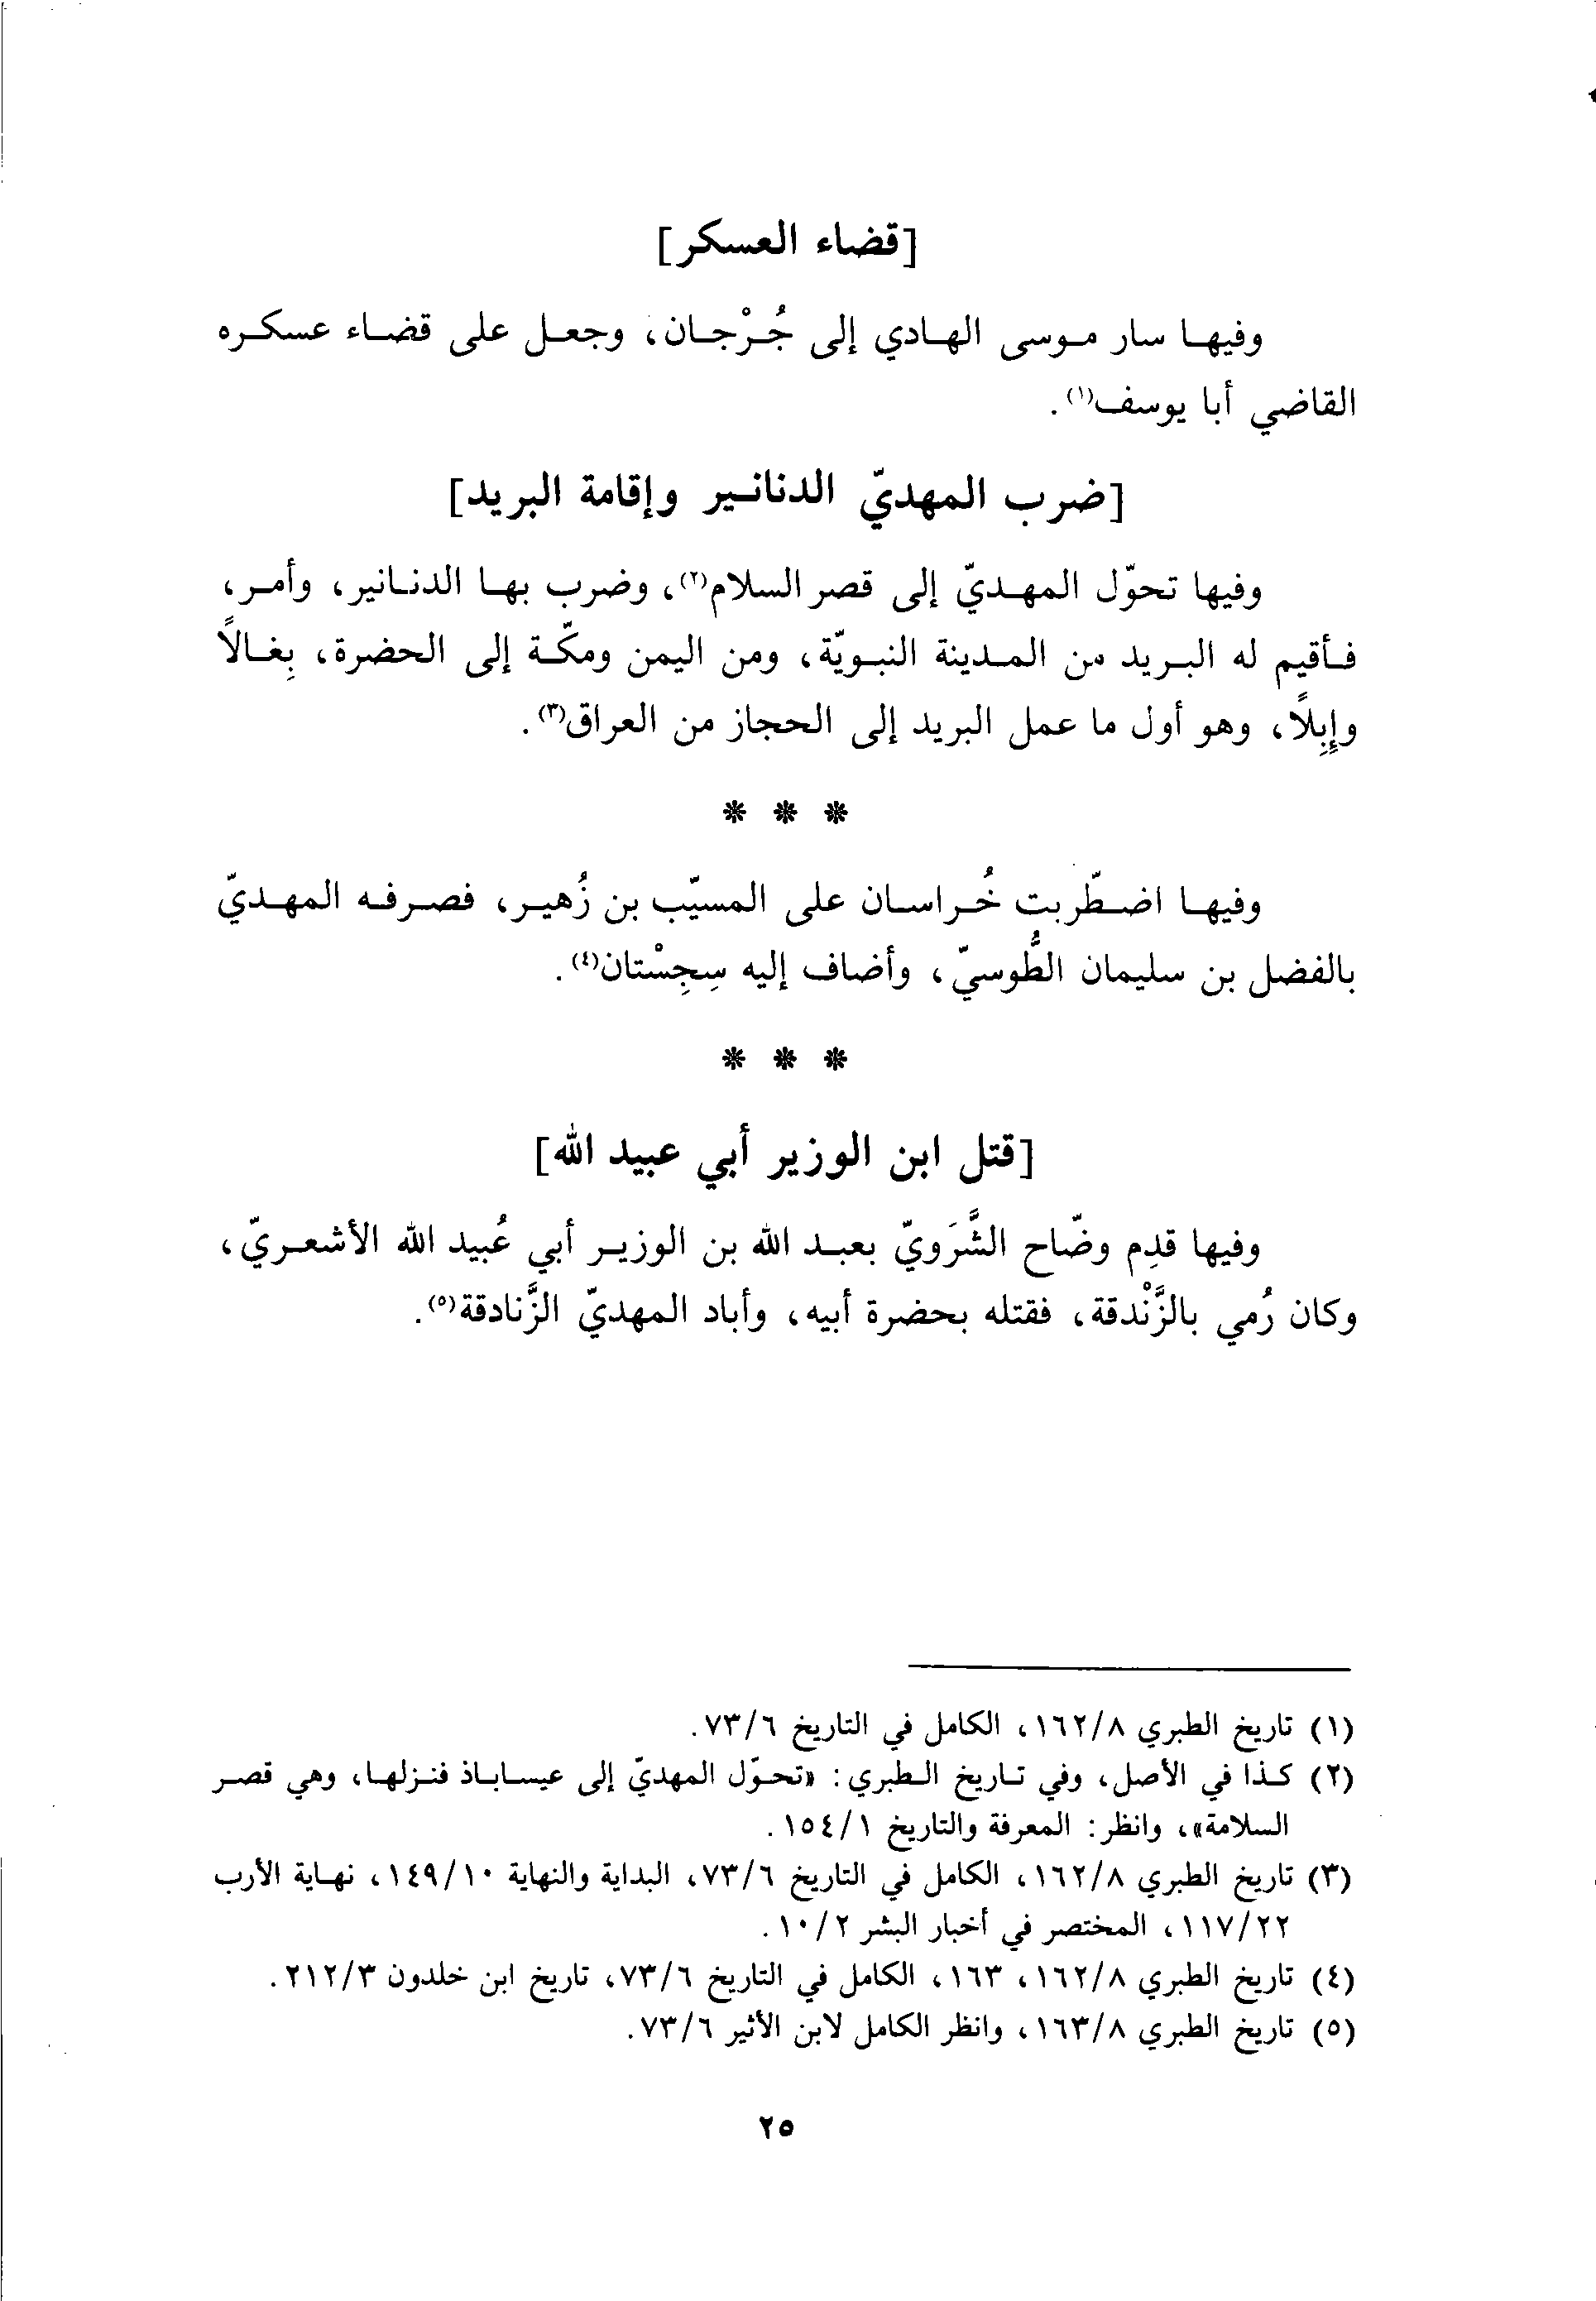 [قضاء العسكر]
وفيها سار موسى الهادي إلى جُرْجان، وجعل على قضاء عسكره
القاضي أبا يوسف(١).
[ضرب المهديّ الدنانير وإقامة البريد]
وفيها تحوّل المهديّ إلى قصر السلام(٢)، وضرب بها الدنانير، وأمر،
فأقيم له البريد من المدينة النبويّة، ومن اليمن ومكّة إلى الحضرة، بِغالاً
وإِبِلاً، وهو أول ما عمل البريد إلى الحجاز من العراق(٣).
* * *
وفيها اضطّربت خُراسان على المسيّب بن زُهير، فصرفه المهديّ
بالفضل بن سليمان الطُّوسيّ، وأضاف إليه سِجِسْتان(٤).
* * *
[قتل ابن الوزير أبي عبيد الله]
وفيها قدِم وضّاح الشَّرَويّ بعبد الله بن الوزير أبي عُبيد الله الأشعريّ،
وكان رُمي بالزَّنْدقة، فقتله بحضرة أبيه، وأباد المهديّ الزَّنادقة(٥).
(١) تاريخ الطبري ١٦٢/٨، الكامل في التاريخ ٧٣/٦.
(٢) كذا في الأصل، وفي تاريخ الطبري: «تحوّل المهديّ إلى عيساباذ فنزلها، وهي قصر
السلامة»، وانظر: المعرفة والتاريخ ١٥٤/١.
(٣) تاريخ الطبري ١٦٢/٨، الكامل في التاريخ ٧٣/٦، البداية والنهاية ١٤٩/١٠، نهاية الأرب
١١٧/٢٢، المختصر في أخبار البشر ١٠/٢.
(٤) تاريخ الطبري ١٦٢/٨، ١٦٣، الكامل في التاريخ ٧٣/٦، تاريخ ابن خلدون ٢١٢/٣.
(٥) تاريخ الطبري ١٦٣/٨، وانظر الكامل لابن الأثير ٧٣/٦.
٢٥